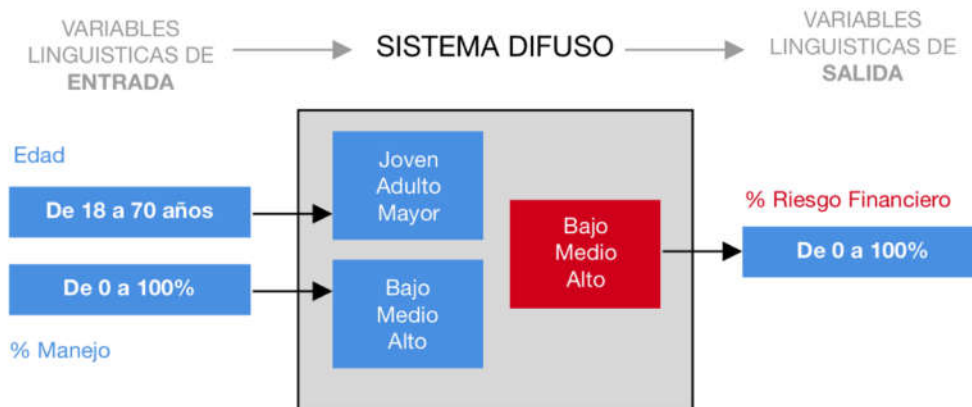 VARIABLES
LINGUISTICAS DE
ENTRADA
SISTEMA DIFUSO
VARIABLES
LINGUISTICAS DE
SALIDA
Edad
De 18 a 70 años
De 0 a 100%
% Manejo
Joven
Adulto
Mayor
Bajo
Medio
Alto
Bajo
Medio
Alto
% Riesgo Financiero
De 0 a 100%